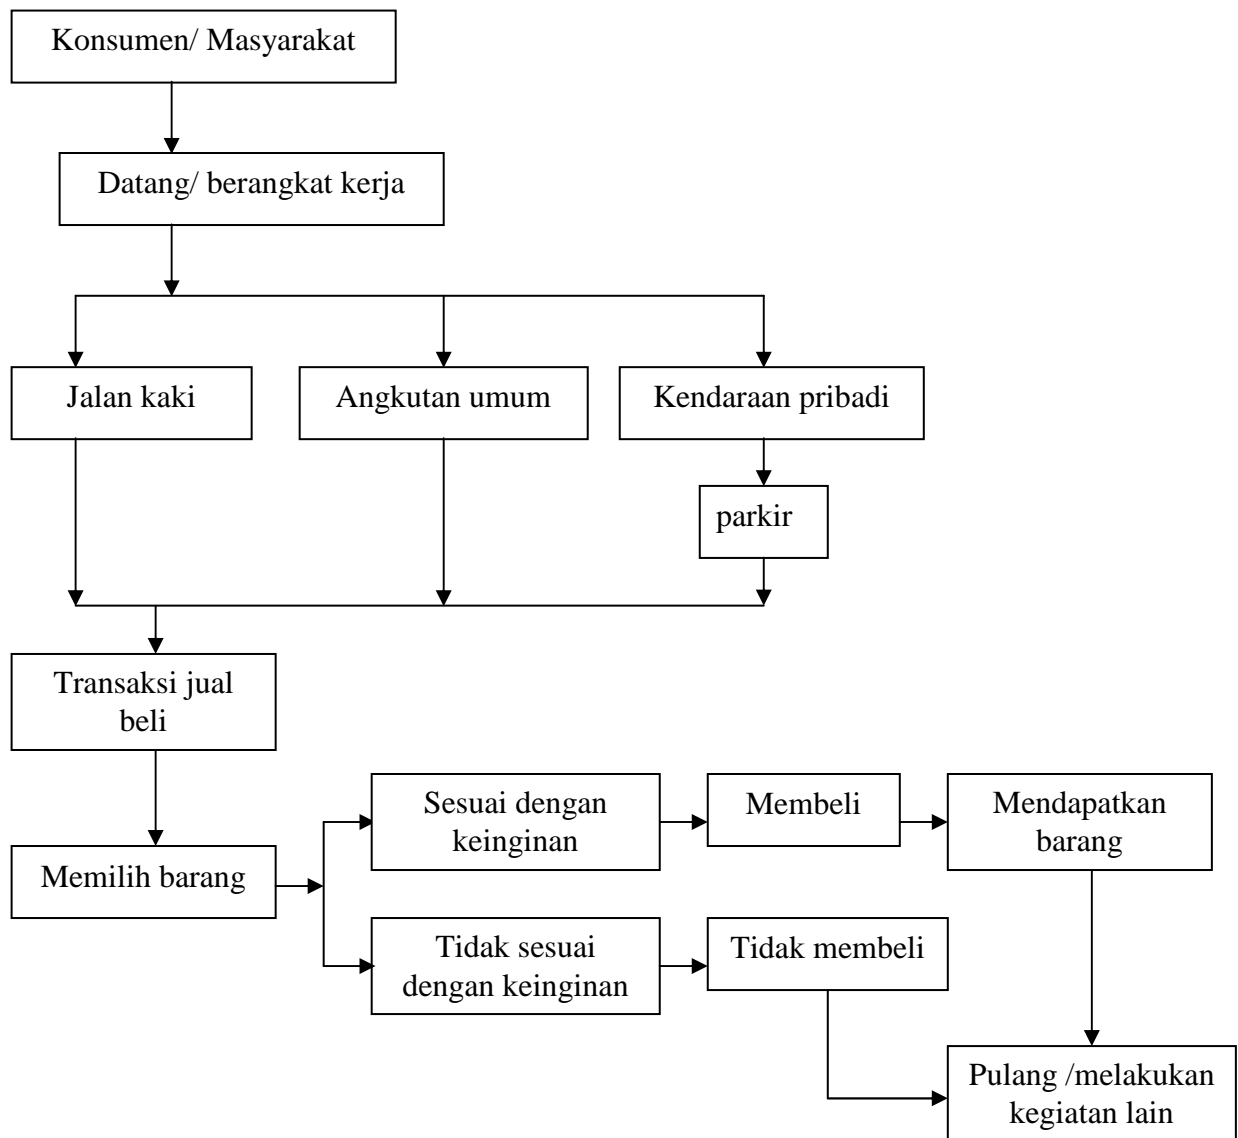 Konsumen/ Masyarakat
Datang/ berangkat kerja
Jalan kaki
Angkutan umum
Kendaraan pribadi
parkir
Transaksi jual
beli
Memilih barang
Sesuai dengan
keinginan
Membeli
Mendapatkan
barang
Tidak sesuai
dengan keinginan
Tidak membeli
Pulang /melakukan
kegiatan lain